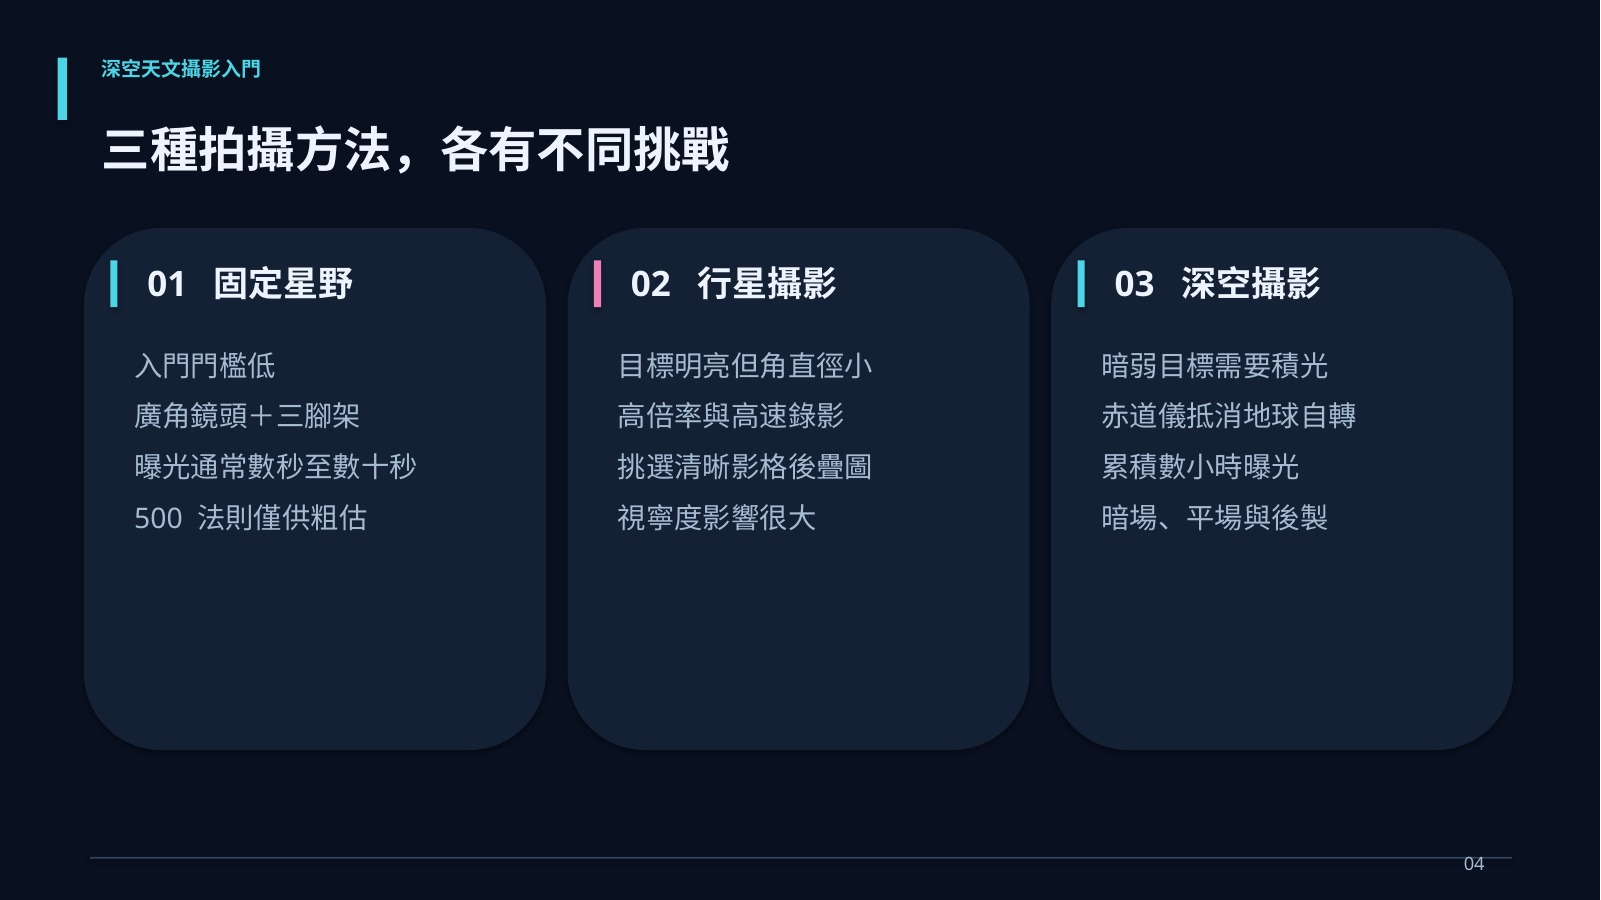 深空天文攝影入門
三種拍攝方法，各有不同挑戰
01 固定星野
入門門檻低
廣角鏡頭＋三腳架
曝光通常數秒至數十秒
500 法則僅供粗估
02 行星攝影
目標明亮但角直徑小
高倍率與高速錄影
挑選清晰影格後疊圖
視寧度影響很大
03 深空攝影
暗弱目標需要積光
赤道儀抵消地球自轉
累積數小時曝光
暗場、平場與後製
04